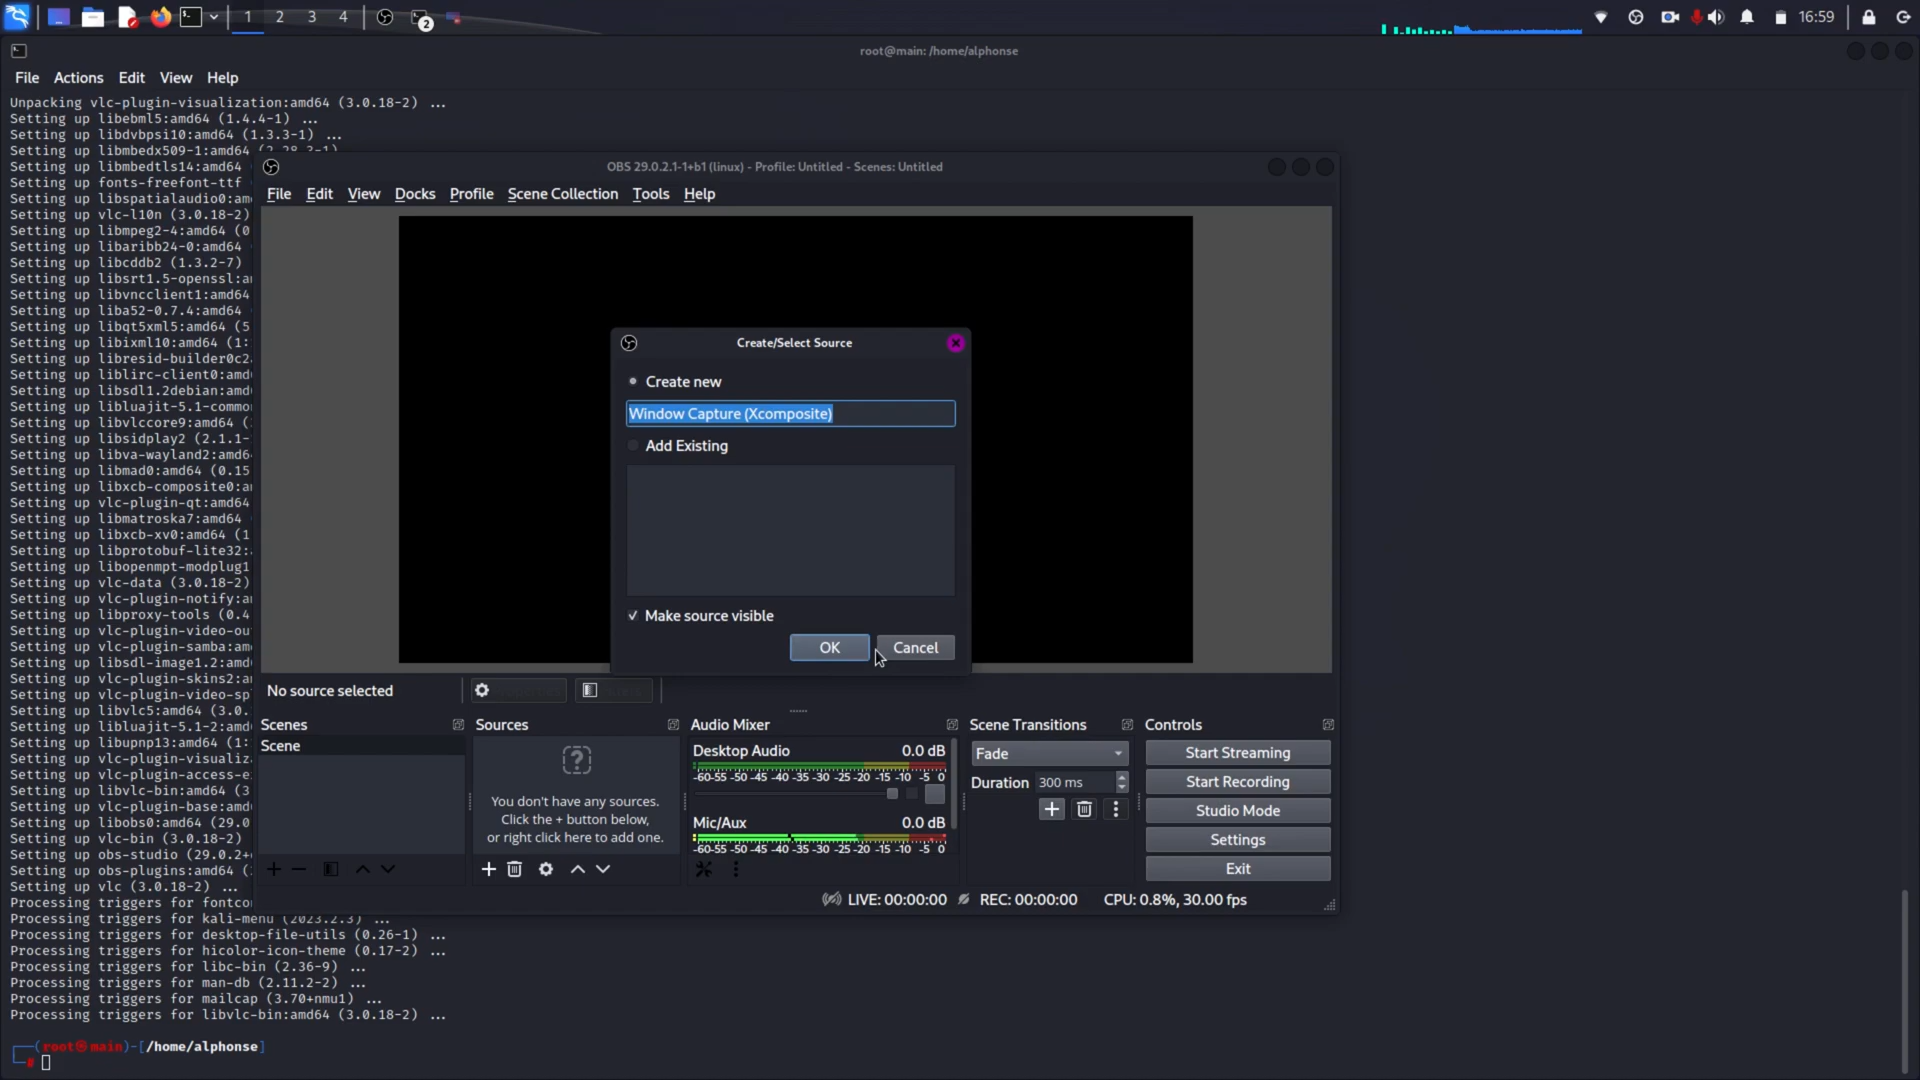 1 2 3 4
2
16:59
root@main: /home/alphonse
File Actions Edit View Help
Unpacking vlc-plugin-visualization:amd64 (3.0.18-2) ...
Setting up libebml5:amd64 (1.4.4-1) ...
Setting up libdvbpsi10:amd64 (1.3.3-1) ...
Setting up libmbedx509-1:amd64 (2.28.3-1)
Setting up libmbedtls14:amd64
Setting up fonts-freefont-ttf
Setting up libspatialaudio0:am
Setting up vlc-l10n (3.0.18-2)
Setting up libmpeg2-4:amd64 (0
Setting up libaribb24-0:amd64
Setting up libcddb2 (1.3.2-7)
Setting up libsrt1.5-openssl:a
Setting up libvncclient1:amd64
Setting up liba52-0.7.4:amd64
Setting up libqt5xml5:amd64 (5
Setting up libixml10:amd64 (1:
Setting up libresid-builder0c2
Setting up liblirc-client0:amd
Setting up libsdl1.2debian:amd
Setting up libluajit-5.1-commo
Setting up libvlccore9:amd64 (
Setting up libsidplay2 (2.1.1-
Setting up libva-wayland2:amd6
Setting up libmad0:amd64 (0.15
Setting up libxcb-composite0:a
Setting up vlc-plugin-qt:amd64
Setting up libmatroska7:amd64
Setting up libxcb-xv0:amd64 (1
Setting up libprotobuf-lite32:
Setting up libopenmpt-modplug1
Setting up vlc-data (3.0.18-2)
Setting up vlc-plugin-notify:a
Setting up libproxy-tools (0.4
Setting up vlc-plugin-video-ou
Setting up vlc-plugin-samba:am
Setting up libsdl-image1.2:amd
Setting up vlc-plugin-skins2:a
Setting up vlc-plugin-video-sp
Setting up libvlc5:amd64 (3.0.
Setting up libluajit-5.1-2:amd
Setting up libupnp13:amd64 (1:
Setting up vlc-plugin-visualiz
Setting up vlc-plugin-access-e
Setting up libvlc-bin:amd64 (3
Setting up vlc-plugin-base:amd
Setting up libobs0:amd64 (29.0
Setting up vlc-bin (3.0.18-2)
Setting up obs-studio (29.0.2+
Setting up obs-plugins:amd64 (
Setting up vlc (3.0.18-2) ...
Processing triggers for fontco
Processing triggers for kali-menu (2023.2.3) ...
Processing triggers for desktop-file-utils (0.26-1) ...
Processing triggers for hicolor-icon-theme (0.17-2) ...
Processing triggers for libc-bin (2.36-9) ...
Processing triggers for man-db (2.11.2-2) ...
Processing triggers for mailcap (3.70+nmu1) ...
Processing triggers for libvlc-bin:amd64 (3.0.18-2) ...
(root㉿main)-[/home/alphonse]
#
OBS 29.0.2.1-1+b1 (linux) - Profile: Untitled - Scenes: Untitled
File Edit View Docks Profile Scene Collection Tools Help
Create/Select Source
Create new
Window Capture (Xcomposite)
Add Existing
Make source visible
OK Cancel
No source selected
Scenes
Scene
Sources
You don't have any sources.
Click the + button below,
or right click here to add one.
Audio Mixer
Desktop Audio 0.0 dB
-60 -55 -50 -45 -40 -35 -30 -25 -20 -15 -10 -5 0
Mic/Aux 0.0 dB
-60 -55 -50 -45 -40 -35 -30 -25 -20 -15 -10 -5 0
Scene Transitions
Fade
Duration 300 ms
Controls
Start Streaming
Start Recording
Studio Mode
Settings
Exit
LIVE: 00:00:00 REC: 00:00:00 CPU: 0.8%, 30.00 fps